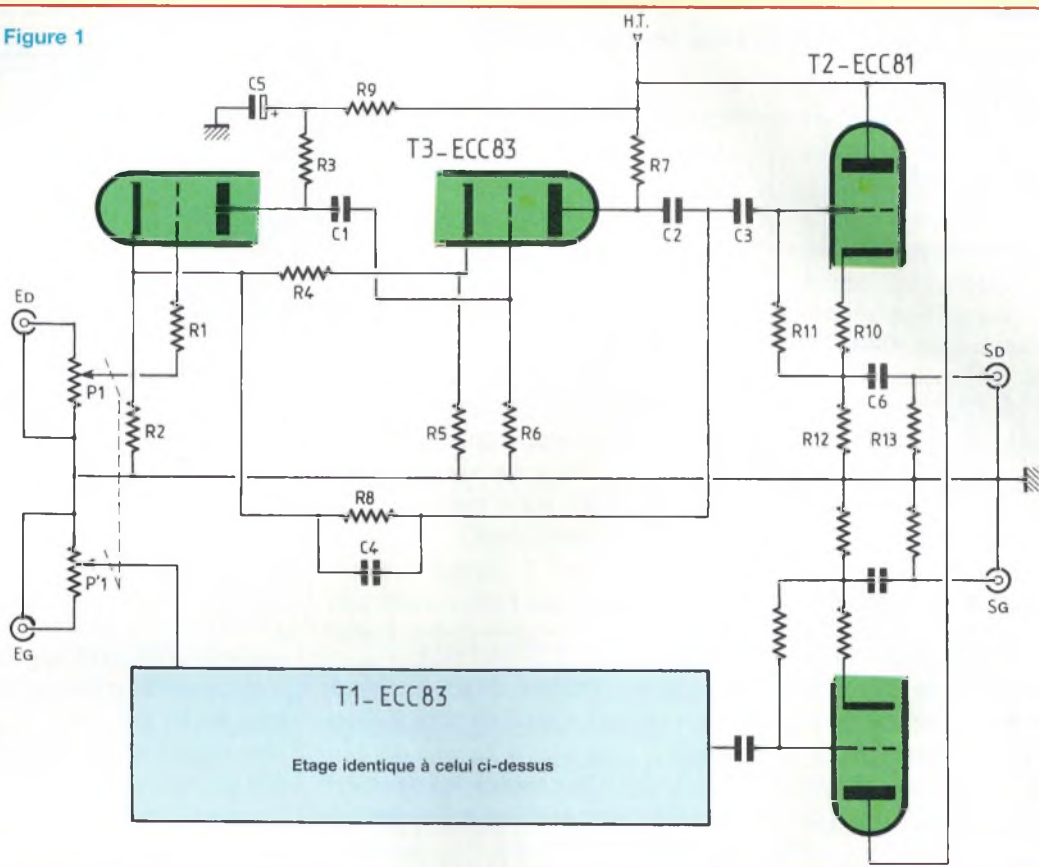 Figure 1
H.T.
T2-ECC81
C5
R9
R3
T3-ECC83
R7
C1
C2
C3
R4
ED
R1
R11
R10
SD
P1
C6
R2
R5
R6
R12
R13
R8
C4
P'1
SG
EG
T1-ECC83
Etage identique à celui ci-dessus